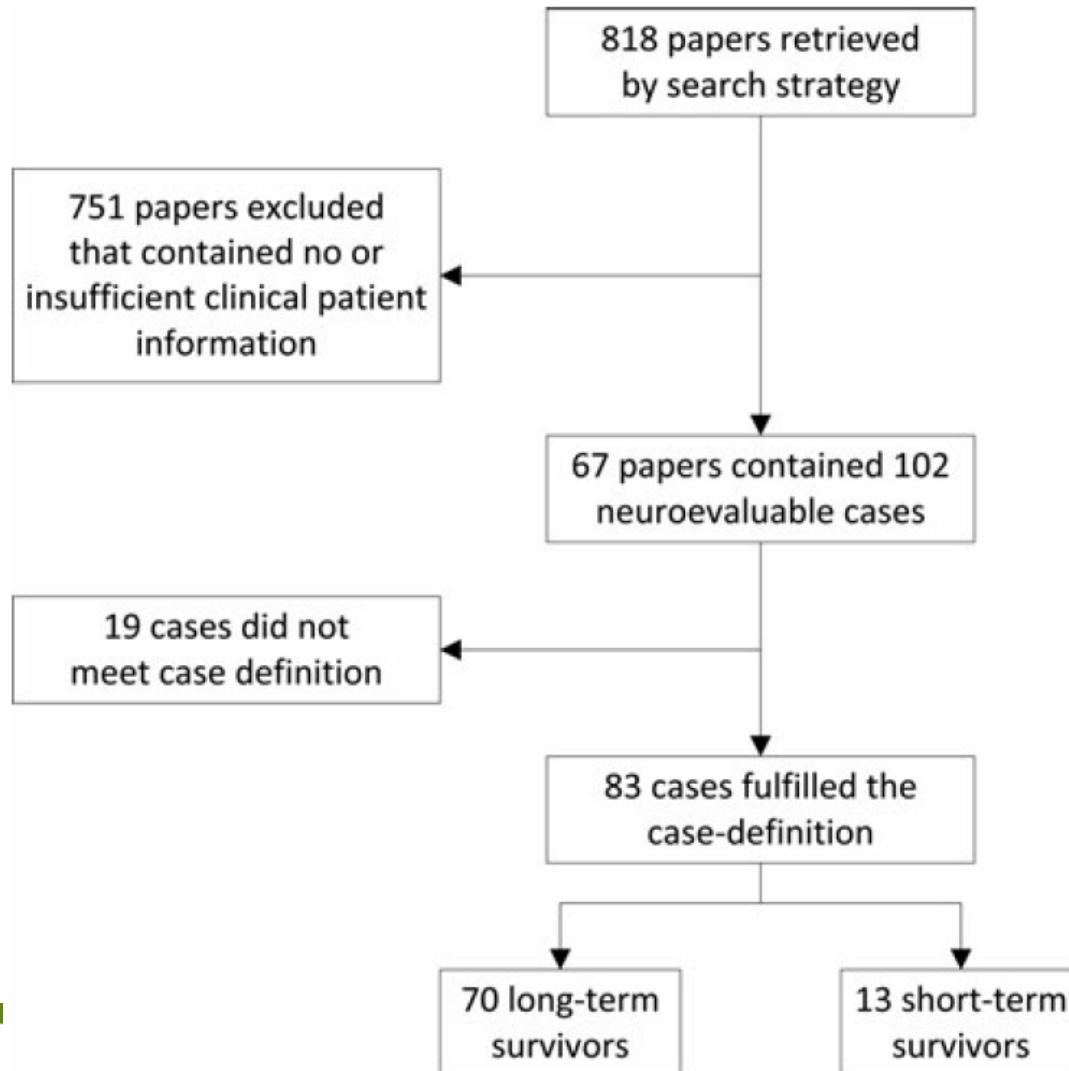 818 papers retrieved
by search strategy
751 papers excluded
that contained no or
insufficient clinical patient
information
67 papers contained 102
neuroevaluable cases
19 cases did not
meet case definition
83 cases fulfilled the
case-definition
70 long-term
survivors
13 short-term
survivors